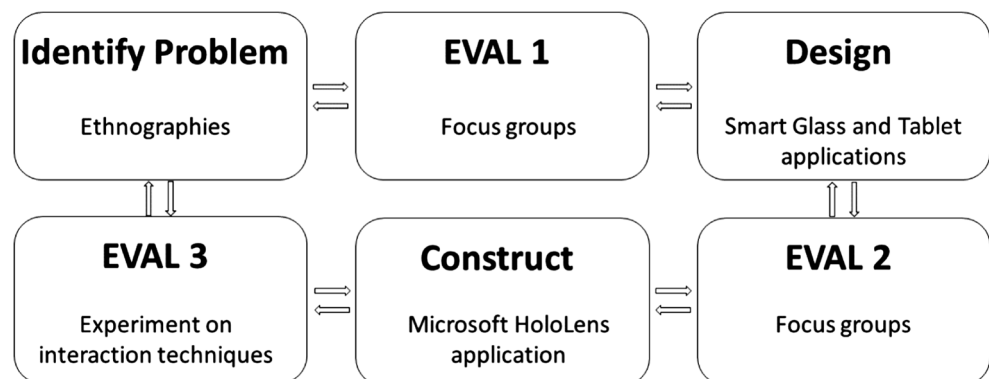 Identify Problem
Ethnographies
EVAL 1
Focus groups
Design
Smart Glass and Tablet
applications
EVAL 3
Experiment on
interaction techniques
Construct
Microsoft HoloLens
application
EVAL 2
Focus groups